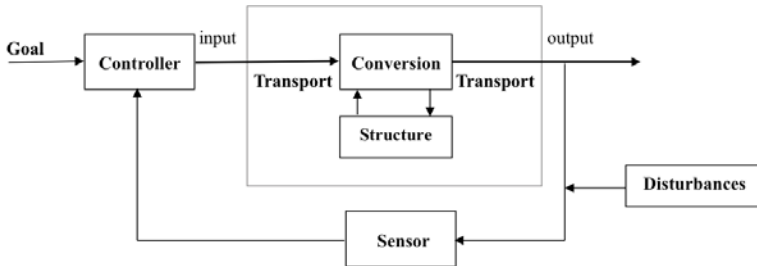 Goal
Controller
input
Transport
Conversion
Transport
output
Structure
Disturbances
Sensor